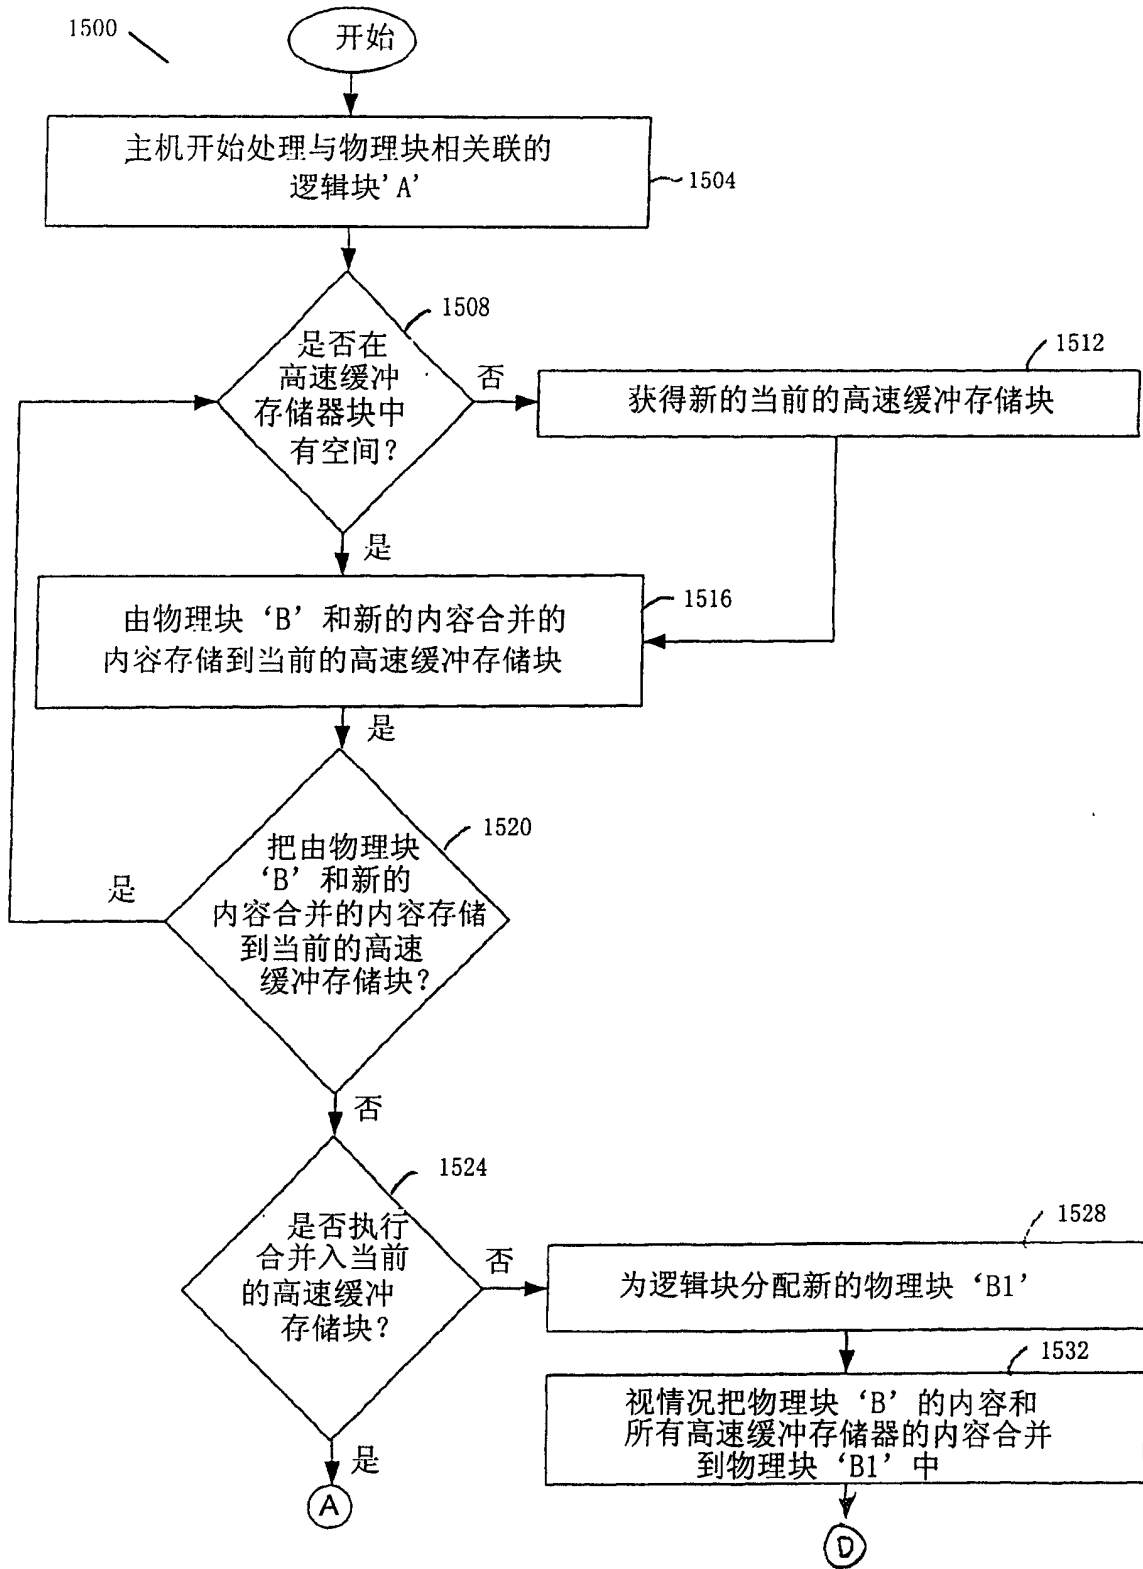 1500
开始
主机开始处理与物理块相关联的
逻辑块'A'
1504
1508
是否在
高速缓冲
存储器块中
有空间?
否
1512
获得新的当前的高速缓冲存储块
是
1516
由物理块‘B’和新的内容合并的
内容存储到当前的高速缓冲存储块
是
1520
把由物理块
‘B’和新的
内容合并的内容存储
到当前的高速
缓冲存储块?
是
否
1524
是否执行
合并入当前
的高速缓冲
存储块?
否
1528
为逻辑块分配新的物理块‘B1’
1532
视情况把物理块‘B’的内容和
所有高速缓冲存储器的内容合并
到物理块‘B1’中
是
A
D